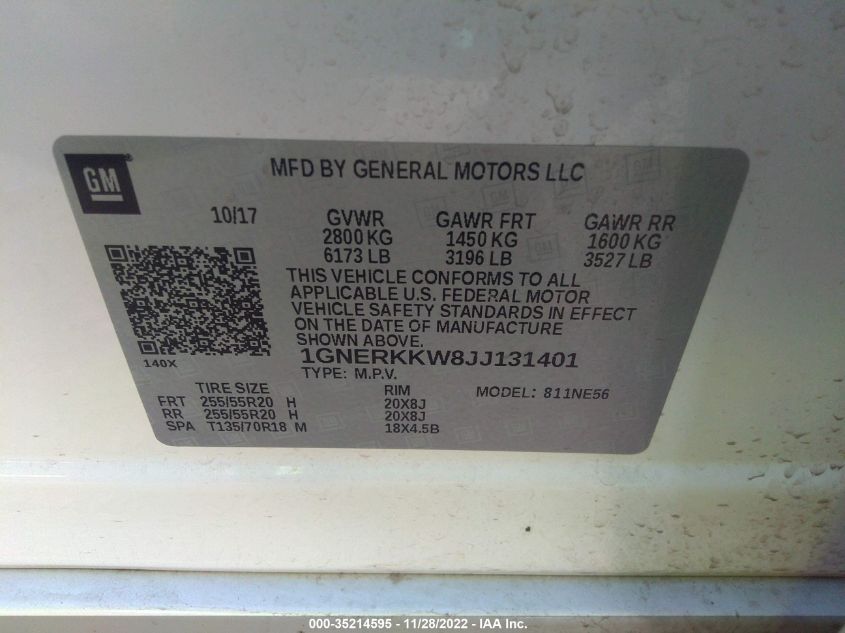 GM
MFD BY GENERAL MOTORS LLC
10/17 GVWR GAWR FRT GAWR RR
2800 KG 1450 KG 1600 KG
6173 LB 3196 LB 3527 LB
THIS VEHICLE CONFORMS TO ALL
APPLICABLE U.S. FEDERAL MOTOR
VEHICLE SAFETY STANDARDS IN EFFECT
ON THE DATE OF MANUFACTURE
SHOWN ABOVE.
140X
1GNERKKW8JJ131401
TYPE: M.P.V.
TIRE SIZE RIM MODEL: 811NE56
FRT 255/55R20 H 20X8J
RR 255/55R20 H 20X8J
SPA T135/70R18 M 18X4.5B
000-35214595 - 11/28/2022 - IAA Inc.